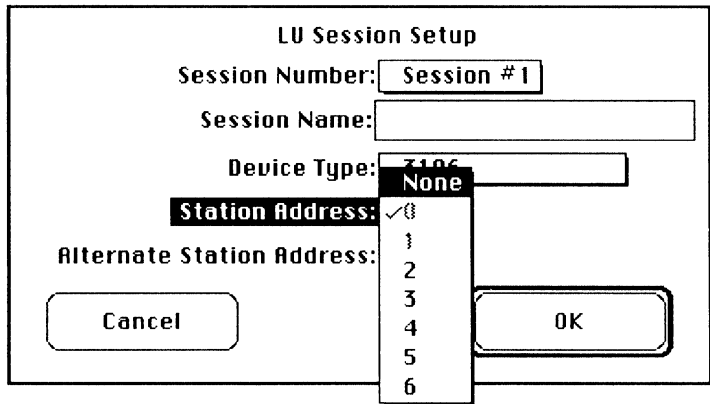 LU Session Setup
Session Number: Session #1
Session Name:
Device Type:
None
Station Address: ✓0
1
Alternate Station Address:
2
3
Cancel
OK
4
5
6